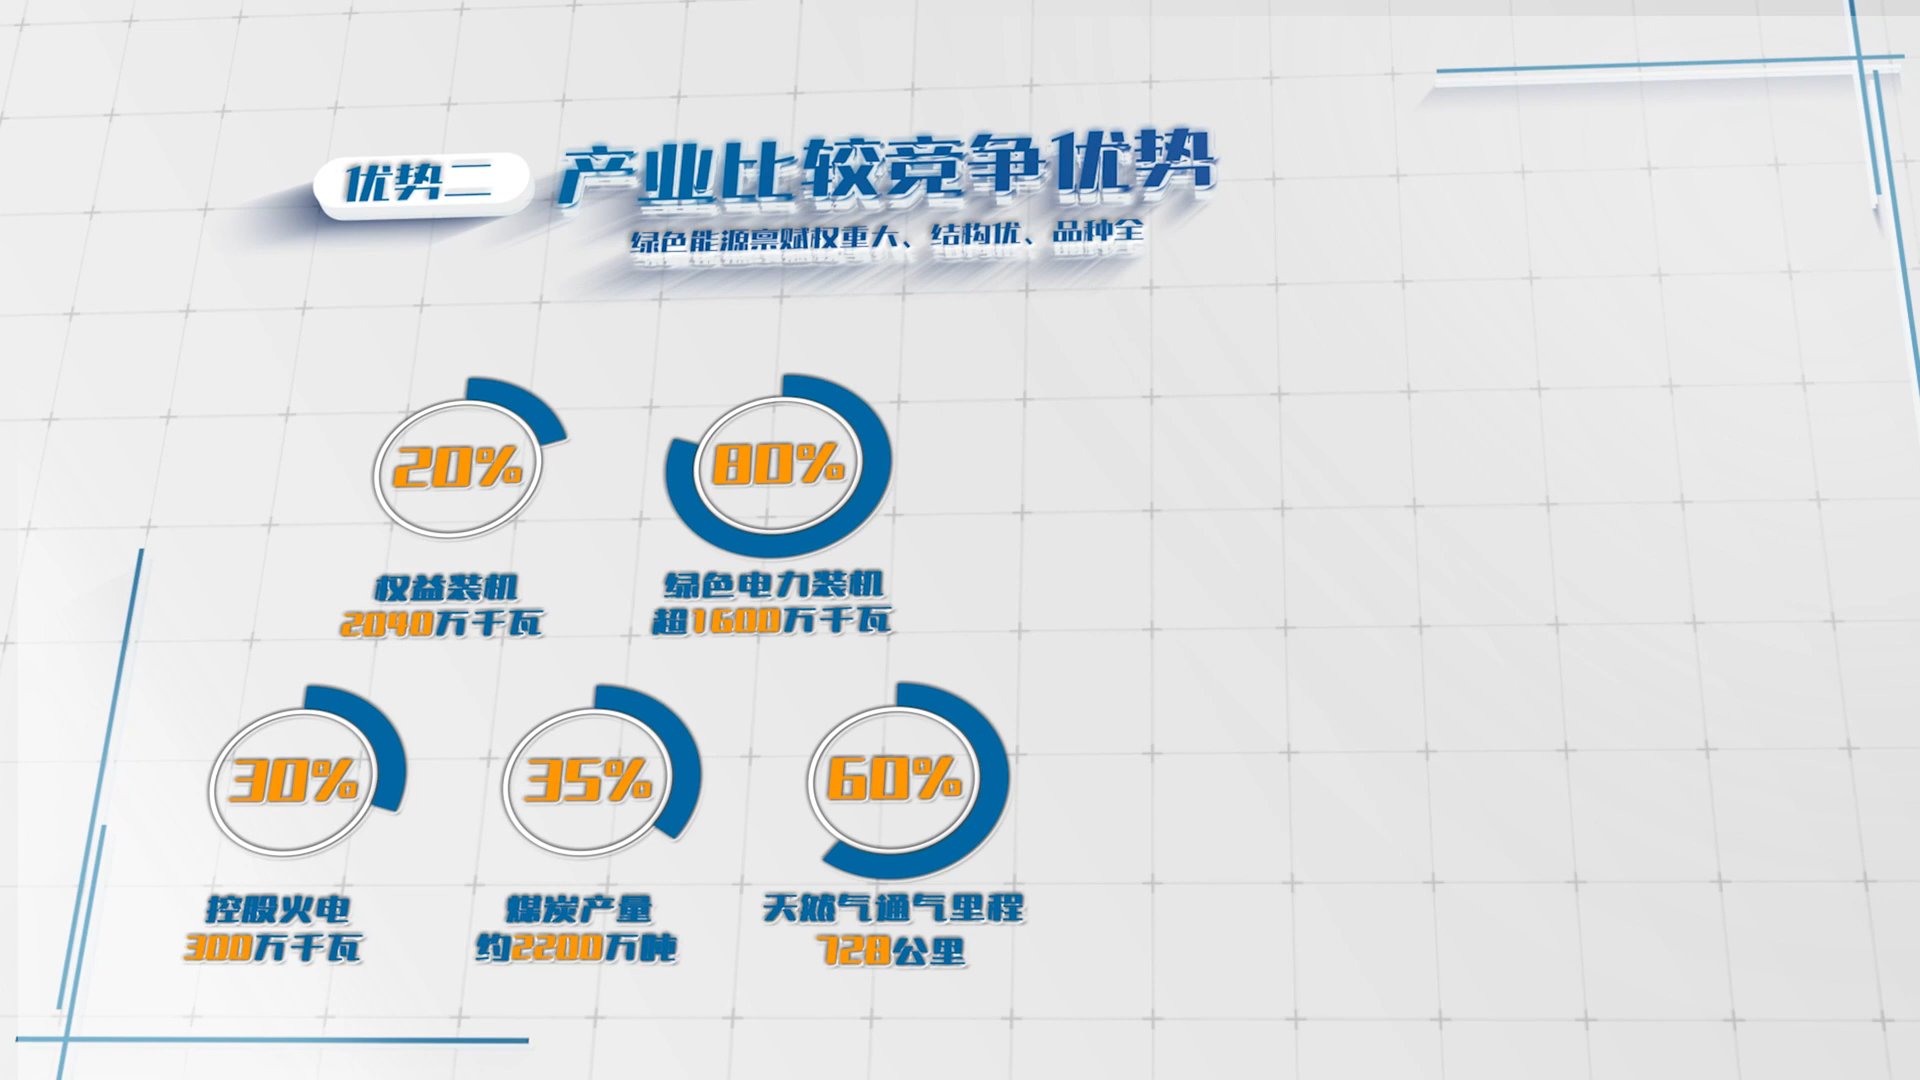 优势二
产业比较竞争优势
绿色能源禀赋权重大、结构优、品种全
20%
80%
权益装机
2040万千瓦
绿色电力装机
超1600万千瓦
30%
35%
60%
控股火电
300万千瓦
煤炭产量
约2200万吨
天然气通气里程
728公里